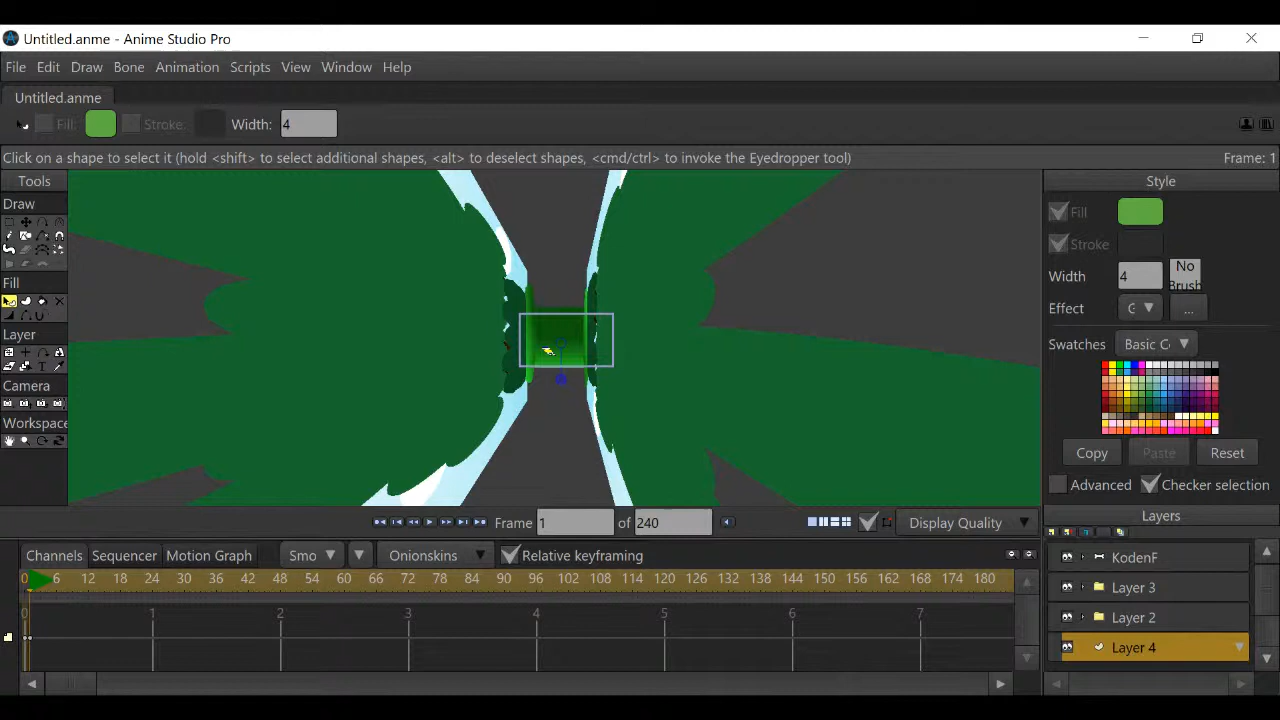 Untitled.anme - Anime Studio Pro
File Edit Draw Bone Animation Scripts View Window Help
Untitled.anme
Fill: Stroke: Width: 4
Click on a shape to select it (hold <shift> to select additional shapes, <alt> to deselect shapes, <cmd/ctrl> to invoke the Eyedropper tool) Frame: 1
Tools
Draw
Fill
Layer
Camera
Workspace
Style
Fill
Stroke
Width 4 No Brush
Effect ...
Swatches Basic C
Copy Paste Reset
Advanced Checker selection
Layers
KodenF
Layer 3
Layer 2
Layer 4
Frame 1 of 240 Display Quality
Channels Sequencer Motion Graph Smo Onionskins Relative keyframing
0 6 12 18 24 30 36 42 48 54 60 66 72 78 84 90 96 102 108 114 120 126 132 138 144 150 156 162 168 174 180
0 1 2 3 4 5 6 7